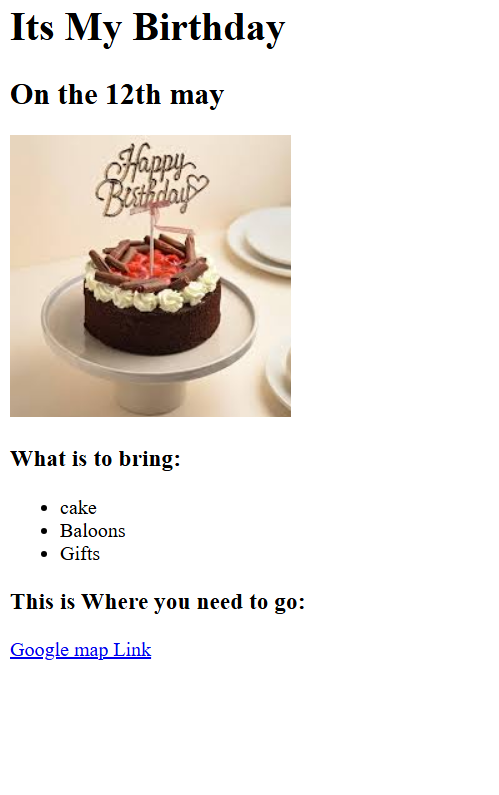 Its My Birthday
On the 12th may
Happy
Birthday
What is to bring:
cake
Baloons
Gifts
This is Where you need to go:
Google map Link